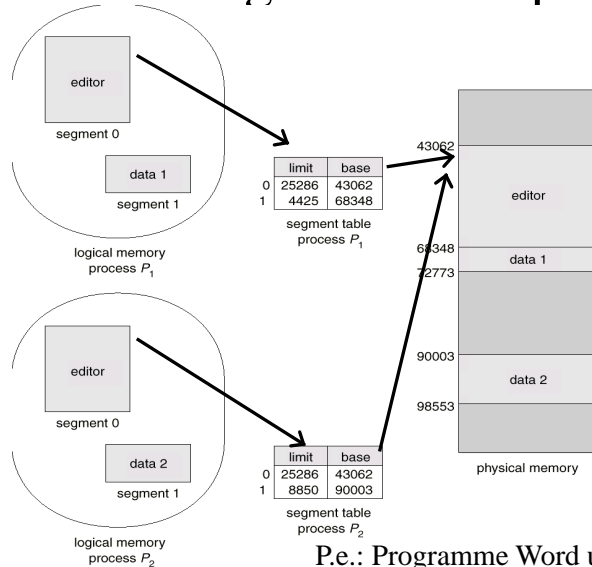 editor
segment 0
data 1
segment 1
logical memory
process P1
limit base
0 25286 43062
1 4425 68348
segment table
process P1
43062
editor
68348
data 1
72773
90003
data 2
98553
physical memory
editor
segment 0
data 2
segment 1
logical memory
process P2
limit base
0 25286 43062
1 8850 90003
segment table
process P2
P.e.: Programme Word